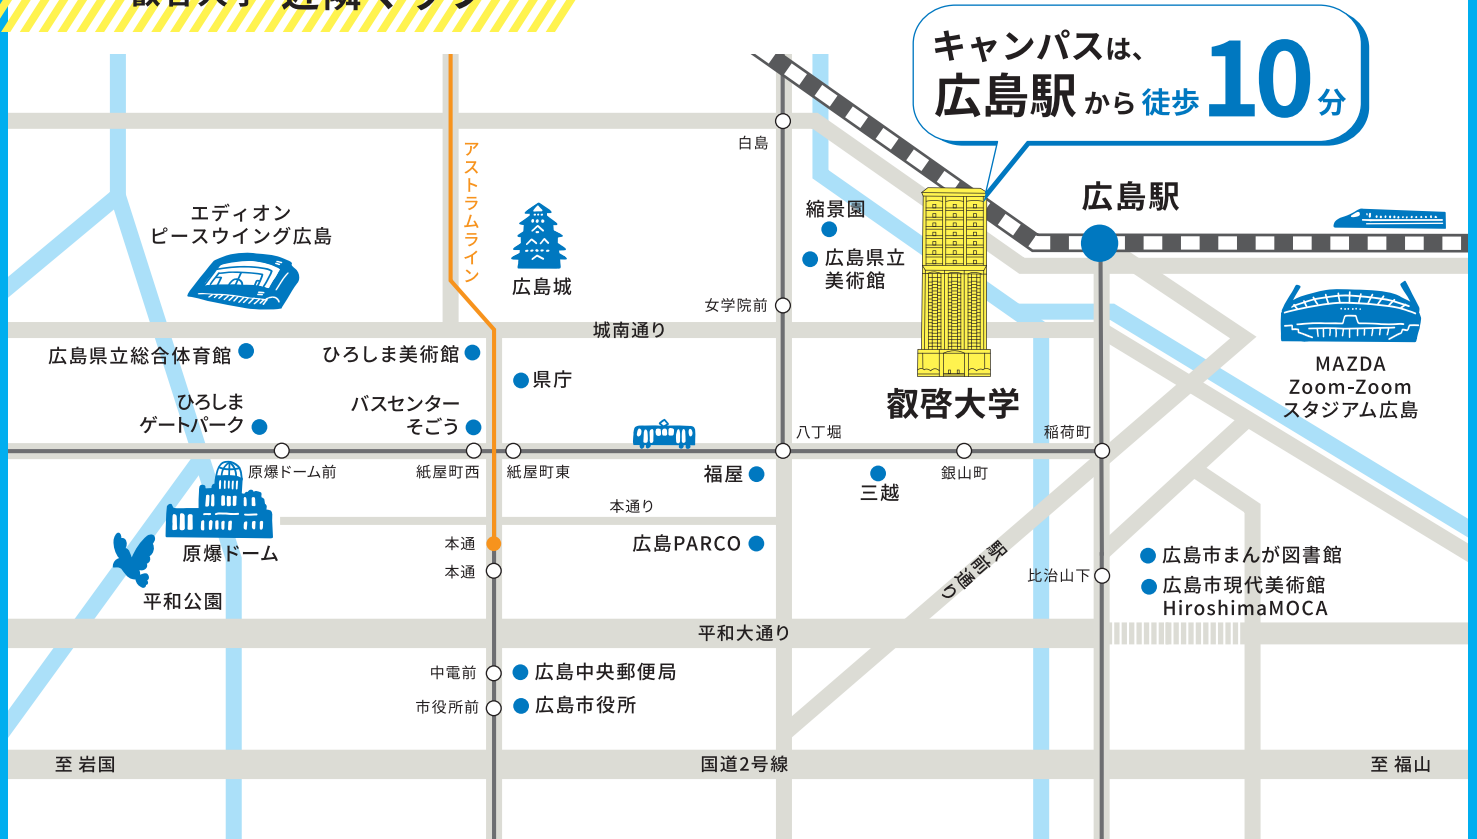 叡啓大学 近隣マップ
キャンパスは、
広島駅から徒歩10分
アストラムライン
白島
広島駅
縮景園
広島県立
美術館
エディオン
ピースウイング広島
広島城
女学院前
城南通り
広島県立総合体育館
ひろしま美術館
県庁
MAZDA
Zoom-Zoom
スタジアム広島
叡啓大学
ひろしま
ゲートパーク
バスセンター
そごう
八丁堀
稲荷町
原爆ドーム前
紙屋町西
紙屋町東
福屋
三越
銀山町
本通り
原爆ドーム
本通
広島PARCO
本通
駅前通り
比治山下
広島市まんが図書館
広島市現代美術館
HiroshimaMOCA
平和公園
平和大通り
中電前
広島中央郵便局
市役所前
広島市役所
至 岩国
国道2号線
至 福山